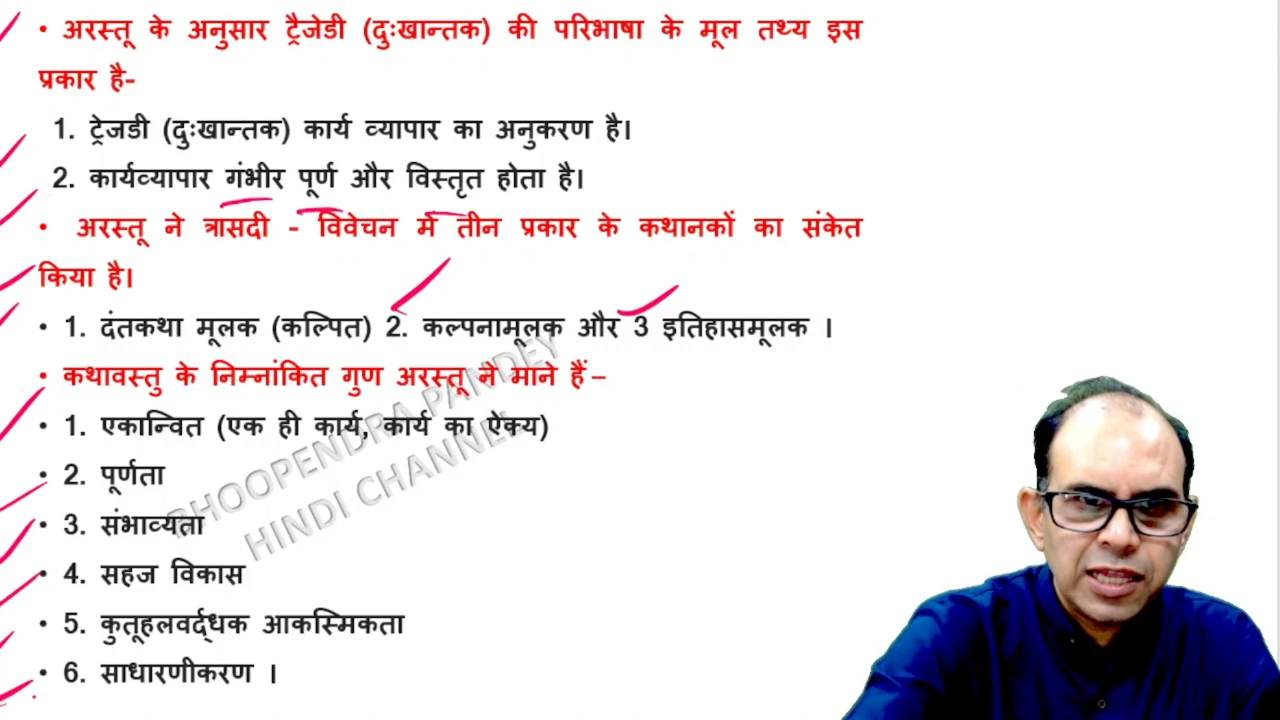 • अरस्तू के अनुसार ट्रैजेडी (दुःखान्तक) की परिभाषा के मूल तथ्य इस
प्रकार है-
1. ट्रेजडी (दुःखान्तक) कार्य व्यापार का अनुकरण है।
2. कार्यव्यापार गंभीर पूर्ण और विस्तृत होता है।
• अरस्तू ने त्रासदी - विवेचन में तीन प्रकार के कथानकों का संकेत
किया है।
• 1. दंतकथा मूलक (कल्पित) 2. कल्पनामूलक और 3 इतिहासमूलक ।
• कथावस्तु के निम्नांकित गुण अरस्तू ने माने हैं –
• 1. एकान्वित (एक ही कार्य, कार्य का ऐक्य)
• 2. पूर्णता
• 3. संभाव्यता
• 4. सहज विकास
• 5. कुतूहलवर्द्धक आकस्मिकता
• 6. साधारणीकरण ।
BHOOPENDRA PANDEY
HINDI CHANNEL